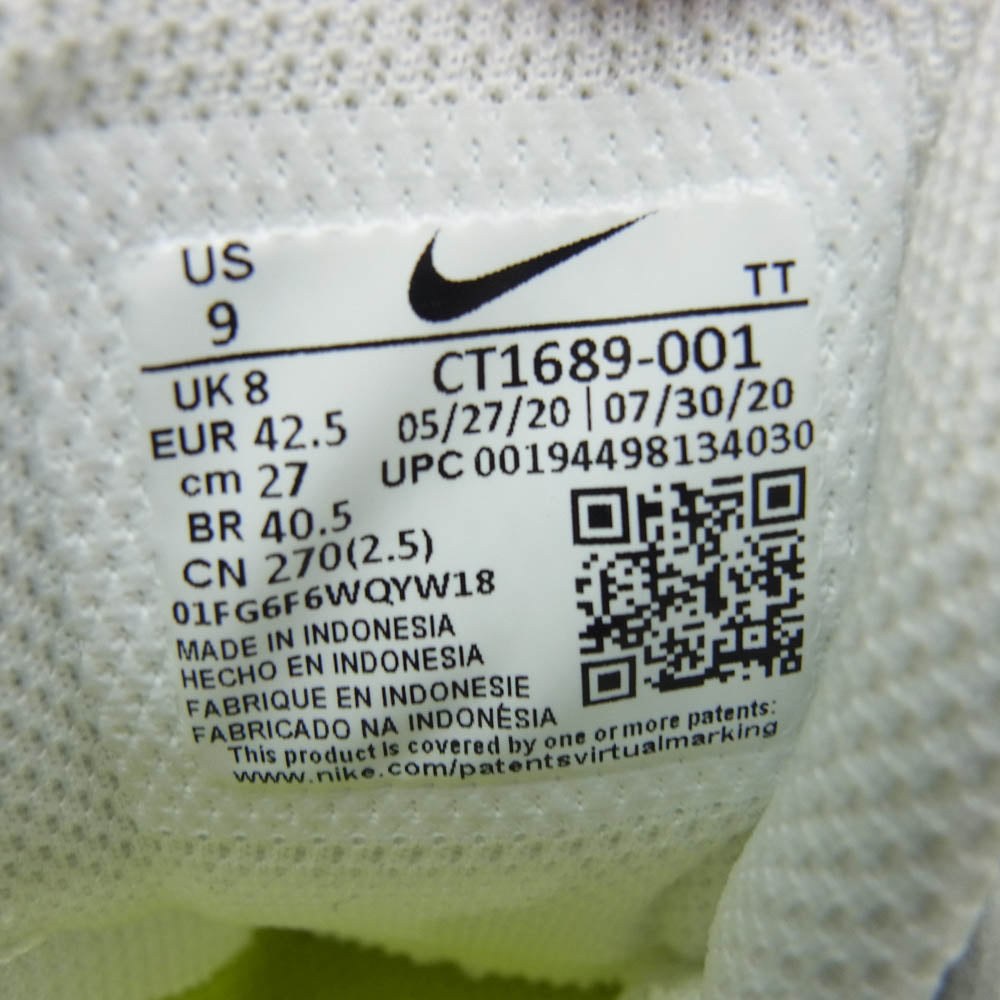 US
9
TT
UK 8
CT1689-001
EUR 42.5
05/27/20 | 07/30/20
cm 27
UPC 00194498134030
BR 40.5
CN 270(2.5)
01FG6F6WQYW18
MADE IN INDONESIA
HECHO EN INDONESIA
FABRIQUE EN INDONESIE
FABRICADO NA INDONÉSIA
This product is covered by one or more patents:
www.nike.com/patentsvirtualmarking